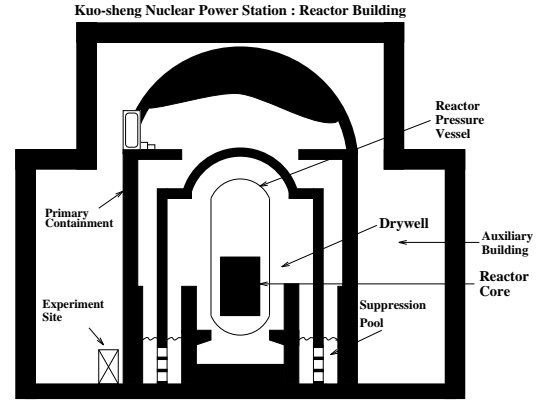 Kuo-sheng Nuclear Power Station : Reactor Building
Reactor
Pressure
Vessel
Primary
Containment
Drywell
Auxiliary
Building
Reactor
Core
Experiment
Site
Suppression
Pool